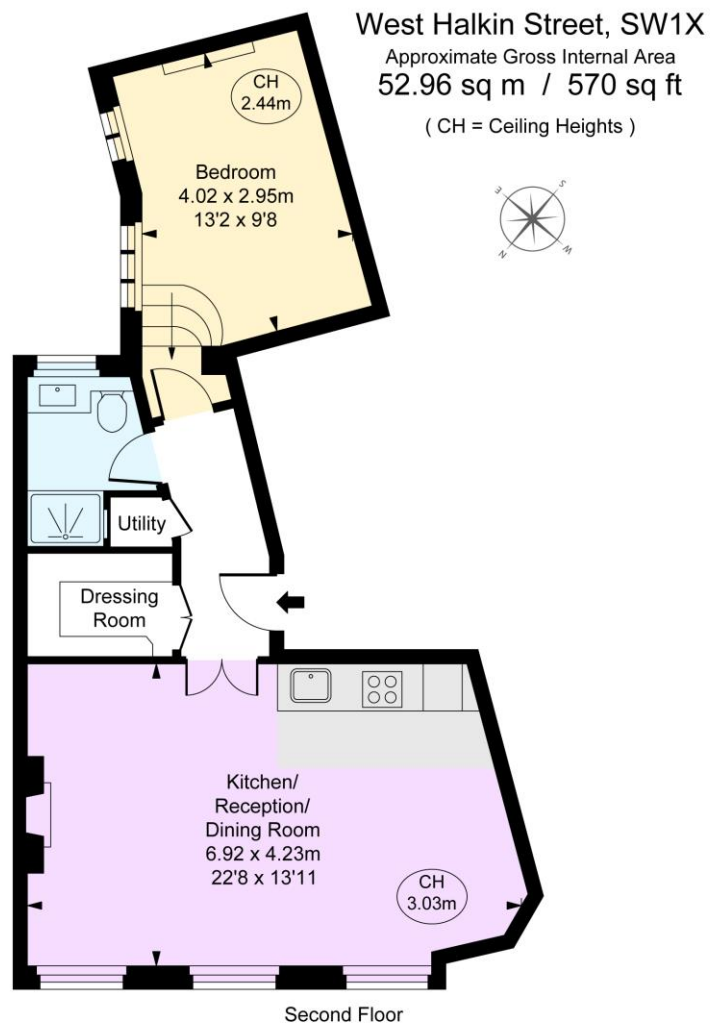 West Halkin Street, SW1X
Approximate Gross Internal Area
52.96 sq m / 570 sq ft
( CH = Ceiling Heights )
CH
2.44m
Bedroom
4.02 x 2.95m
13'2 x 9'8
S
E
W
N
Utility
Dressing
Room
Kitchen/
Reception/
Dining Room
6.92 x 4.23m
22'8 x 13'11
CH
3.03m
Second Floor